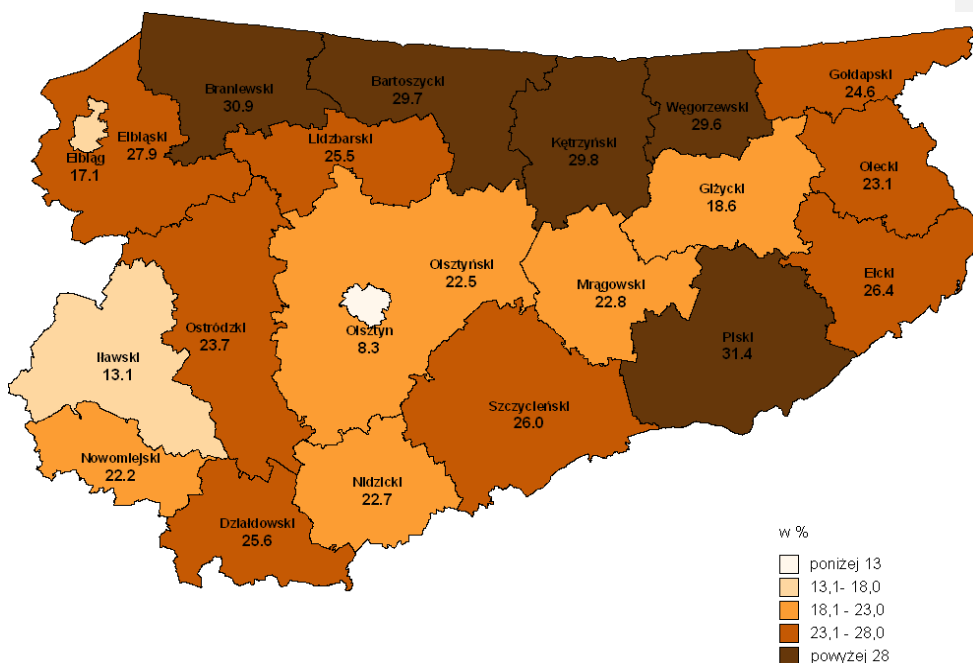 Gołdapski
24.6
Braniewski
30.9
Bartoszycki
29.7
Węgorzewski
29.6
Elbląski
27.9
Elbląg
17.1
Lidzbarski
25.5
Kętrzyński
29.8
Olecki
23.1
Giżycki
18.6
Olsztyński
22.5
Mrągowski
22.8
Ełcki
26.4
Ostródzki
23.7
Olsztyn
8.3
Piski
31.4
Iławski
13.1
Szczycieński
26.0
Nowomiejski
22.2
Nidzicki
22.7
Działdowski
25.6
w %
poniżej 13
13,1- 18,0
18,1 - 23,0
23,1 - 28,0
powyżej 28